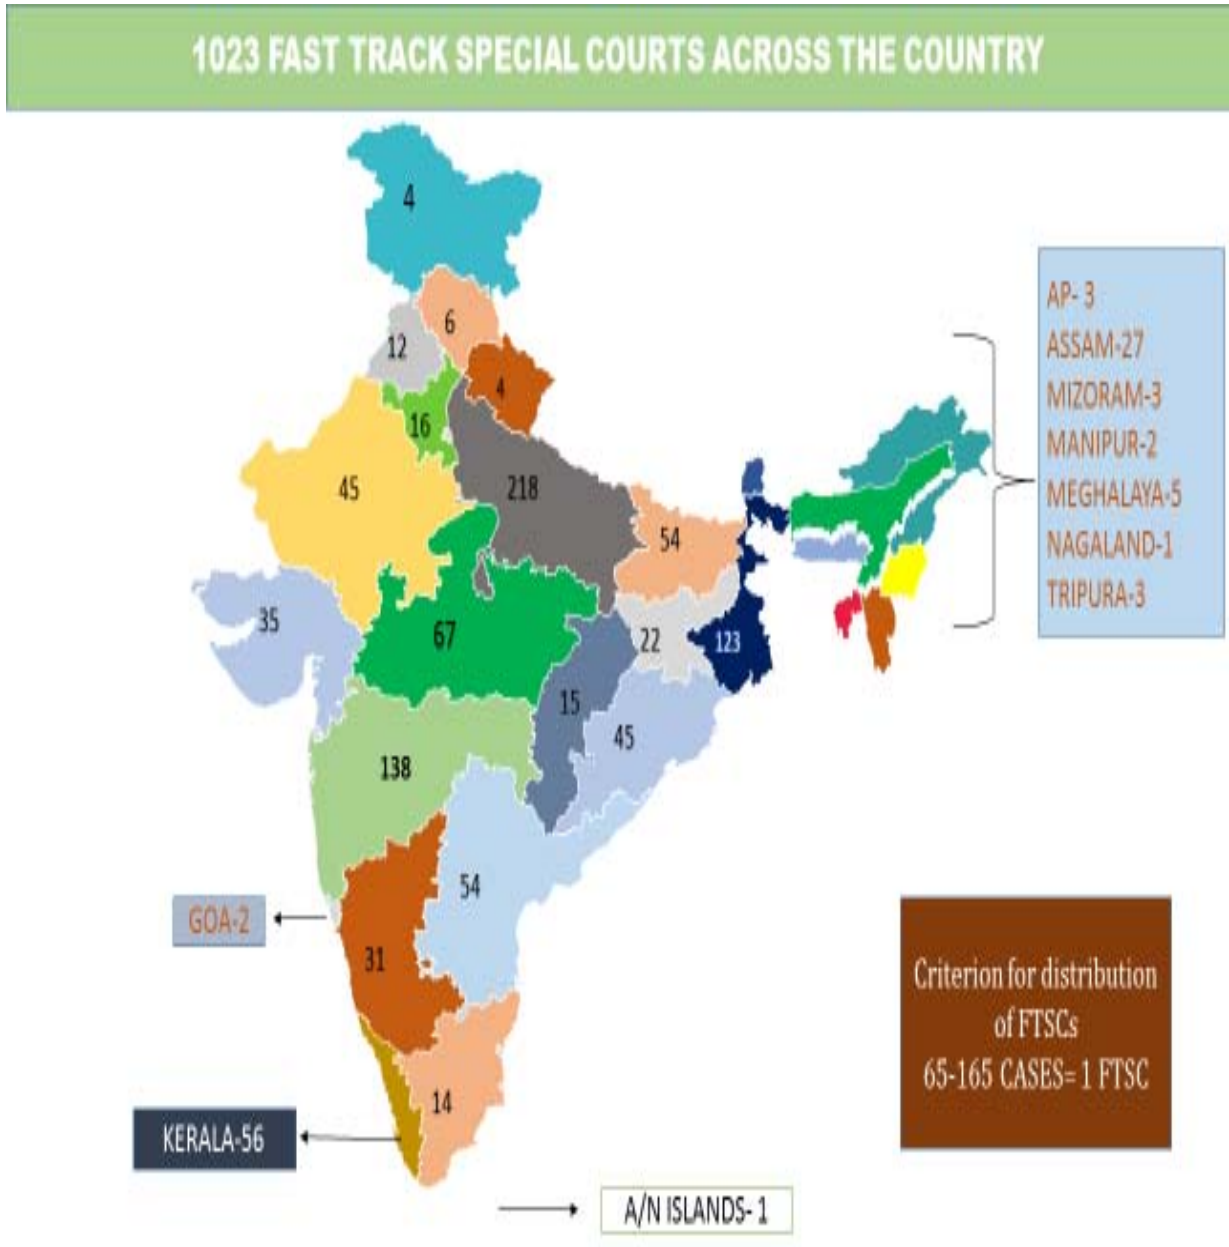 1023 FAST TRACK SPECIAL COURTS ACROSS THE COUNTRY
4
6
12
4
16
45
218
54
35
67
22
123
15
45
138
54
31
14
AP- 3
ASSAM-27
MIZORAM-3
MANIPUR-2
MEGHALAYA-5
NAGALAND-1
TRIPURA-3
GOA-2
KERALA-56
A/N ISLANDS- 1
Criterion for distribution
of FTSCs
65-165 CASES= 1 FTSC